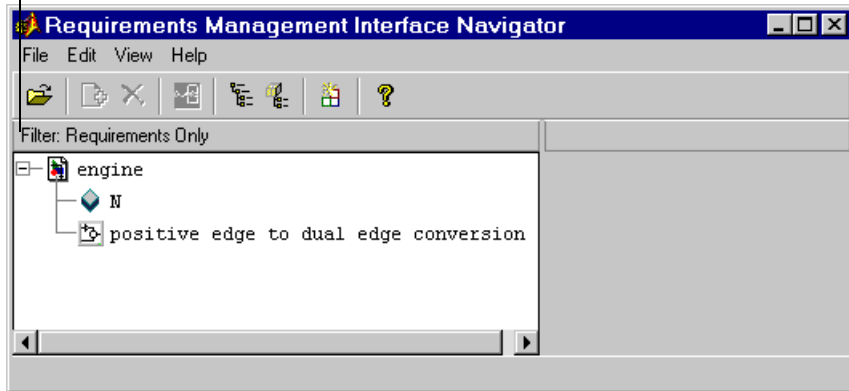 Requirements Management Interface Navigator
File Edit View Help
Filter: Requirements Only
engine
N
positive edge to dual edge conversion